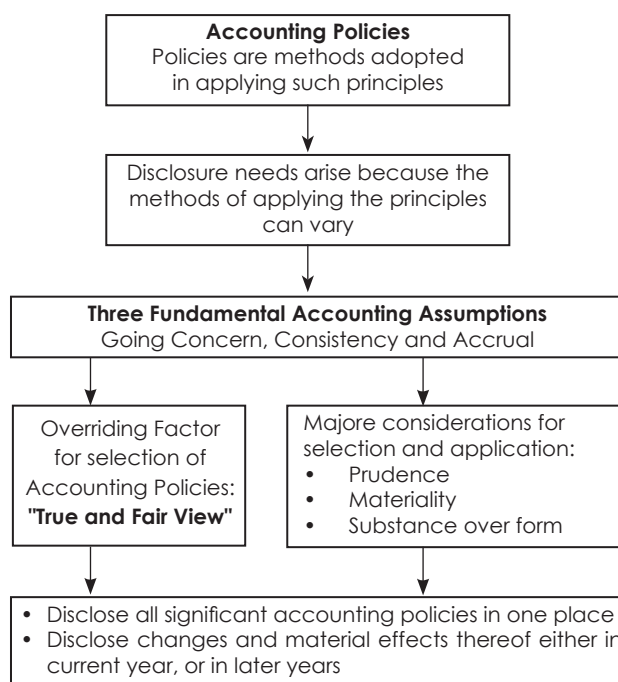 Accounting Policies
Policies are methods adopted
in applying such principles
Disclosure needs arise because the
methods of applying the principles
can vary
Three Fundamental Accounting Assumptions
Going Concern, Consistency and Accrual
Overriding Factor
for selection of
Accounting Policies:
"True and Fair View"
Majore considerations for
selection and application:
• Prudence
• Materiality
• Substance over form
• Disclose all significant accounting policies in one place
• Disclose changes and material effects thereof either in
current year, or in later years